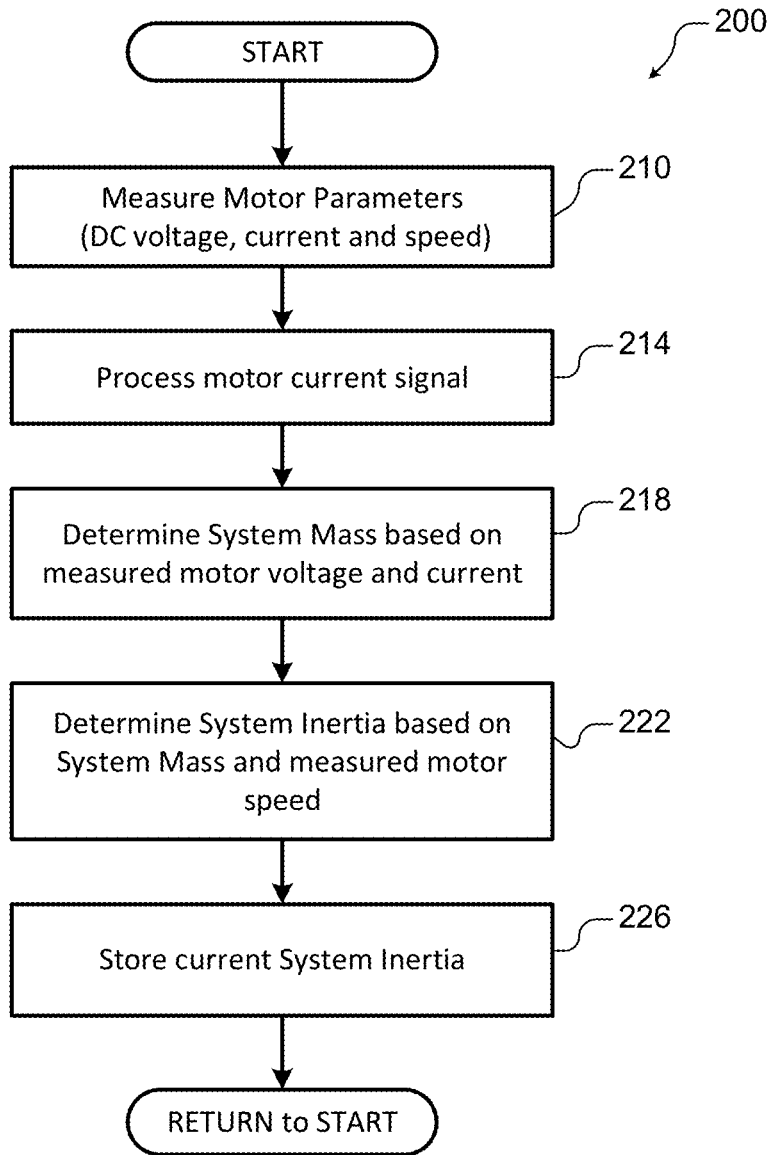 200
START
210
Measure Motor Parameters
(DC voltage, current and speed)
214
Process motor current signal
218
Determine System Mass based on
measured motor voltage and current
222
Determine System Inertia based on
System Mass and measured motor
speed
226
Store current System Inertia
RETURN to START